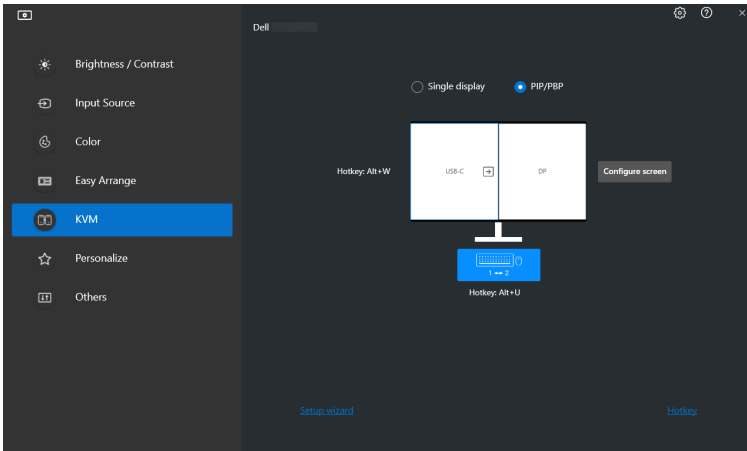 Dell
Brightness / Contrast
Input Source
Color
Easy Arrange
KVM
Personalize
Others
Single display
PIP/PBP
Hotkey: Alt+W
USB-C
DP
Configure screen
1 ↔ 2
Hotkey: Alt+U
Setup wizard
Hotkey